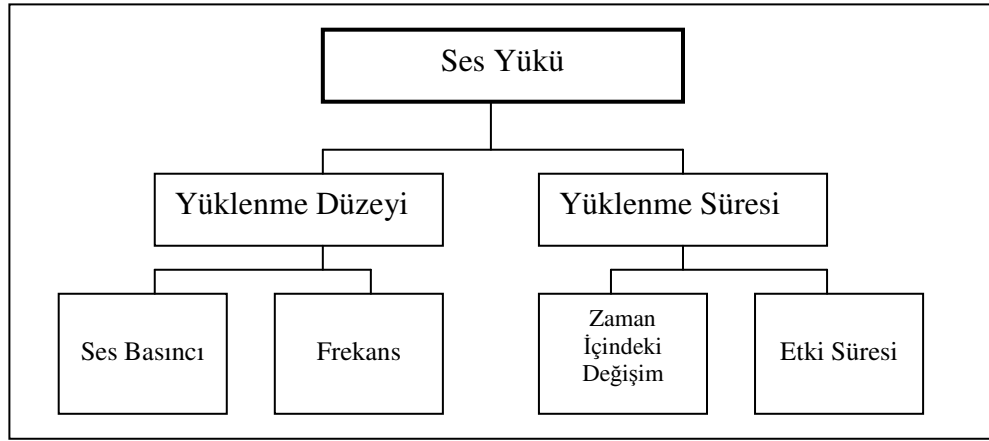 Ses Yükü
Yüklenme Düzeyi
Yüklenme Süresi
Ses Basıncı
Frekans
Zaman
İçindeki
Değişim
Etki Süresi